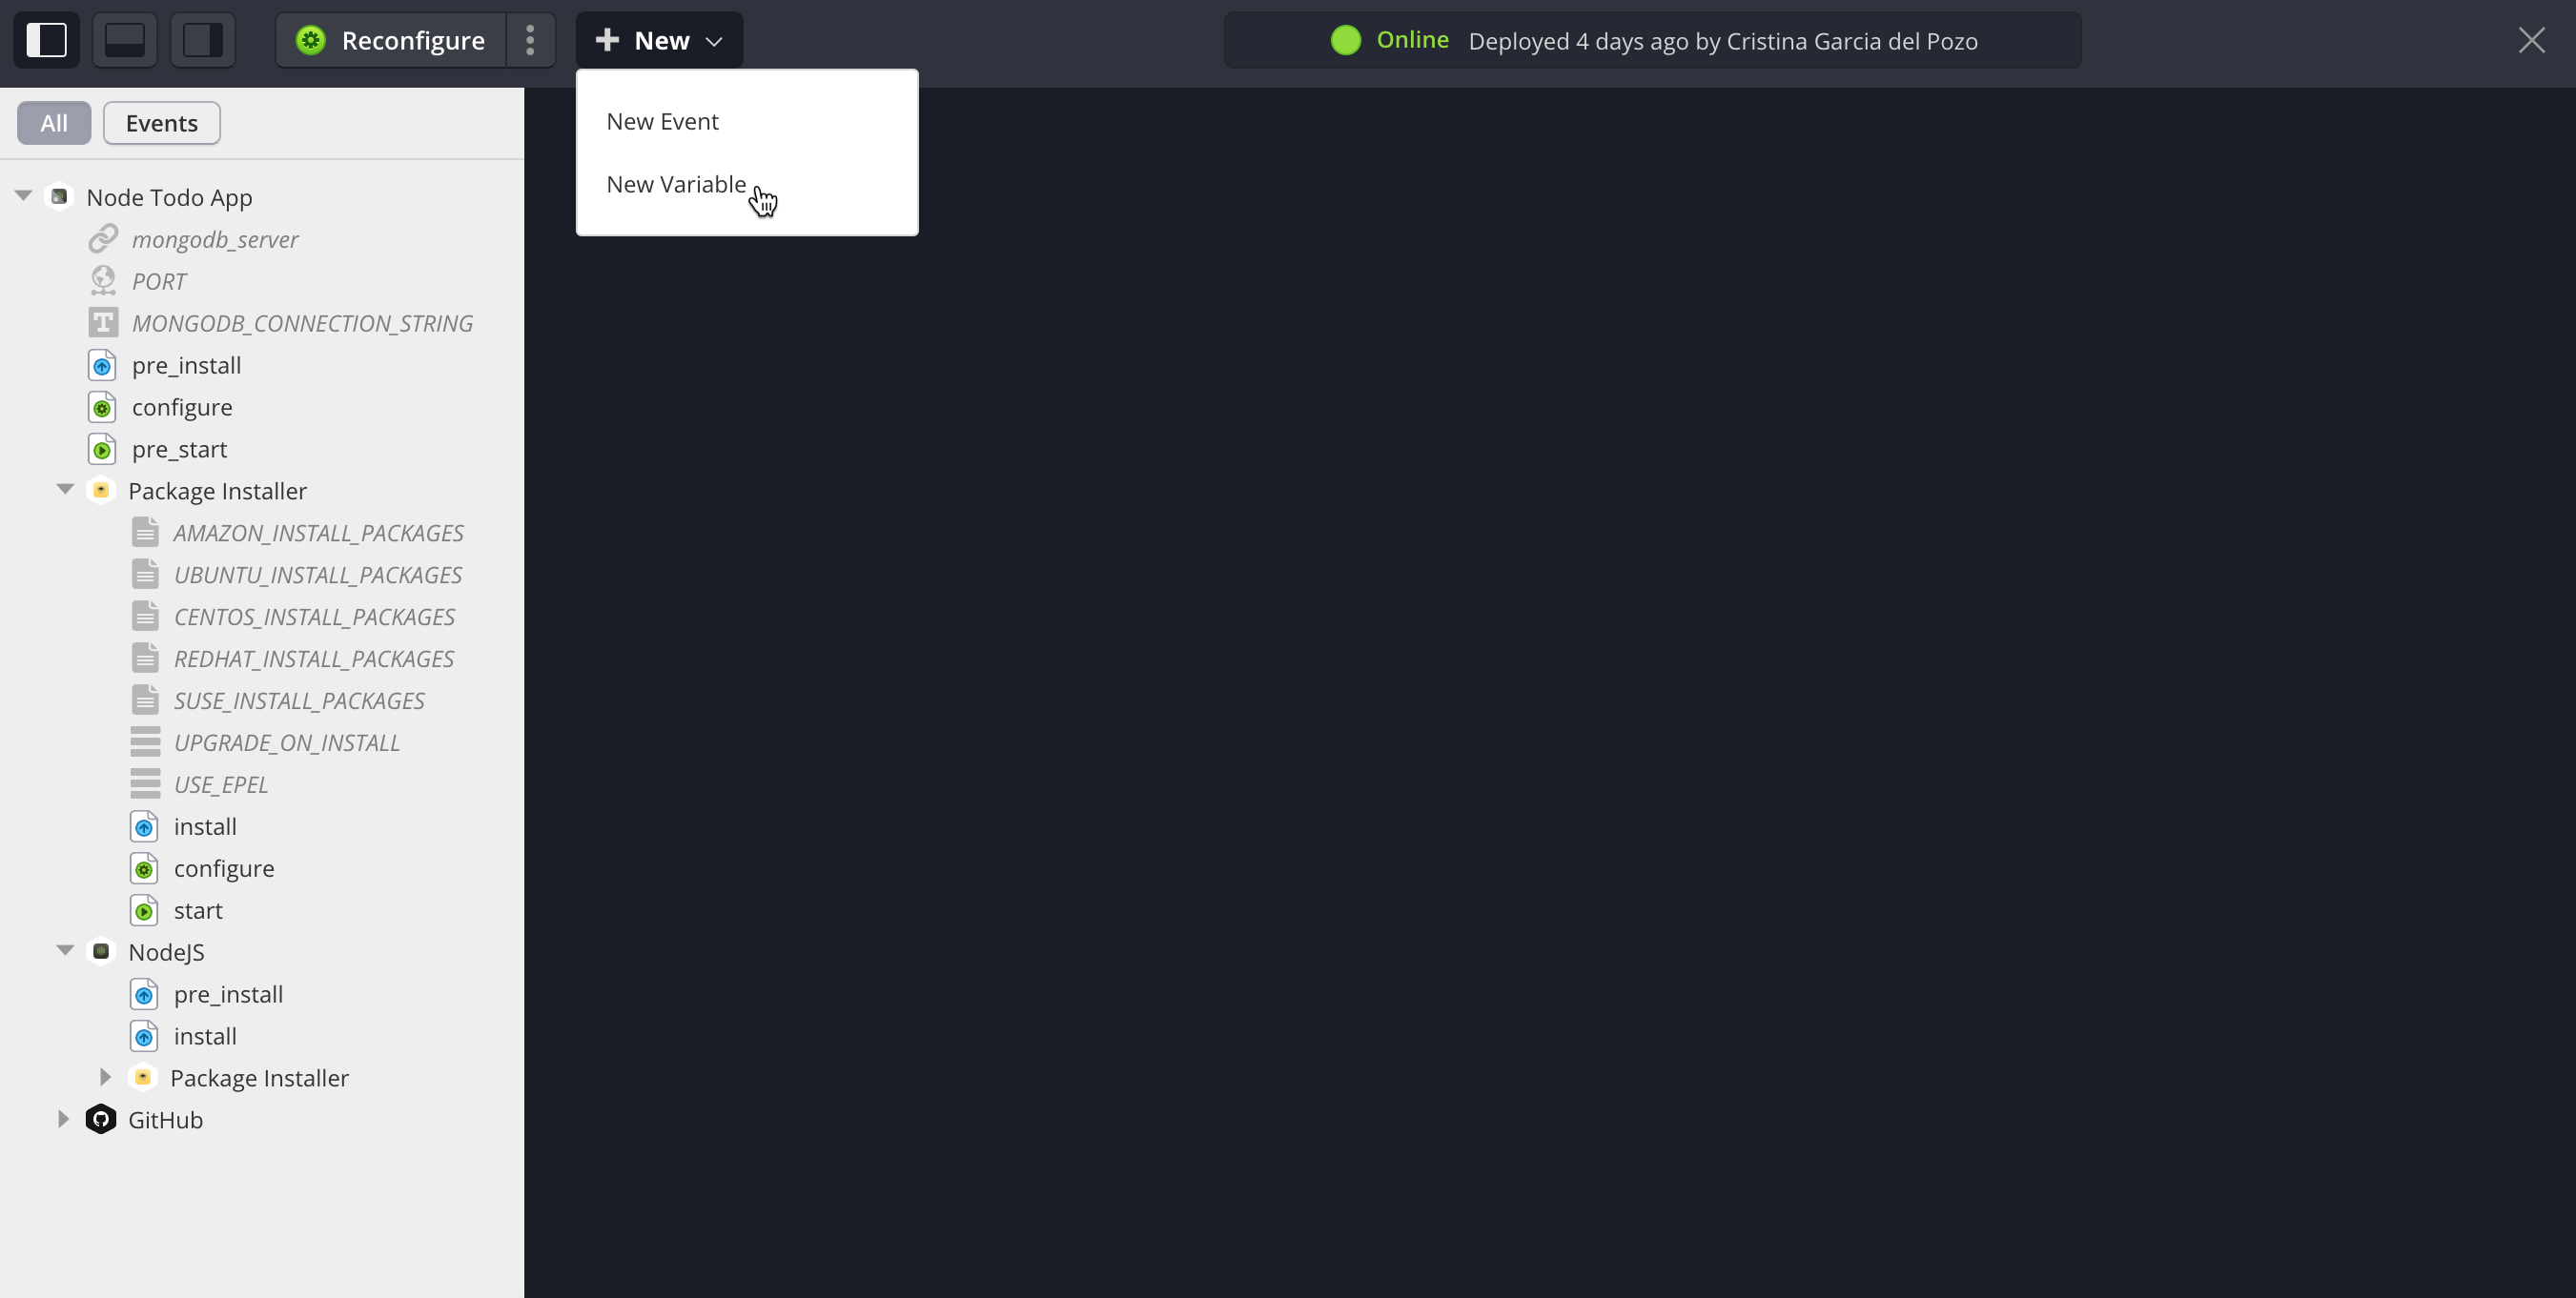 Reconfigure
New
Online Deployed 4 days ago by Cristina Garcia del Pozo
New Event
New Variable
All
Events
Node Todo App
mongodb_server
PORT
MONGODB_CONNECTION_STRING
pre_install
configure
pre_start
Package Installer
AMAZON_INSTALL_PACKAGES
UBUNTU_INSTALL_PACKAGES
CENTOS_INSTALL_PACKAGES
REDHAT_INSTALL_PACKAGES
SUSE_INSTALL_PACKAGES
UPGRADE_ON_INSTALL
USE_EPEL
install
configure
start
NodeJS
pre_install
install
Package Installer
GitHub